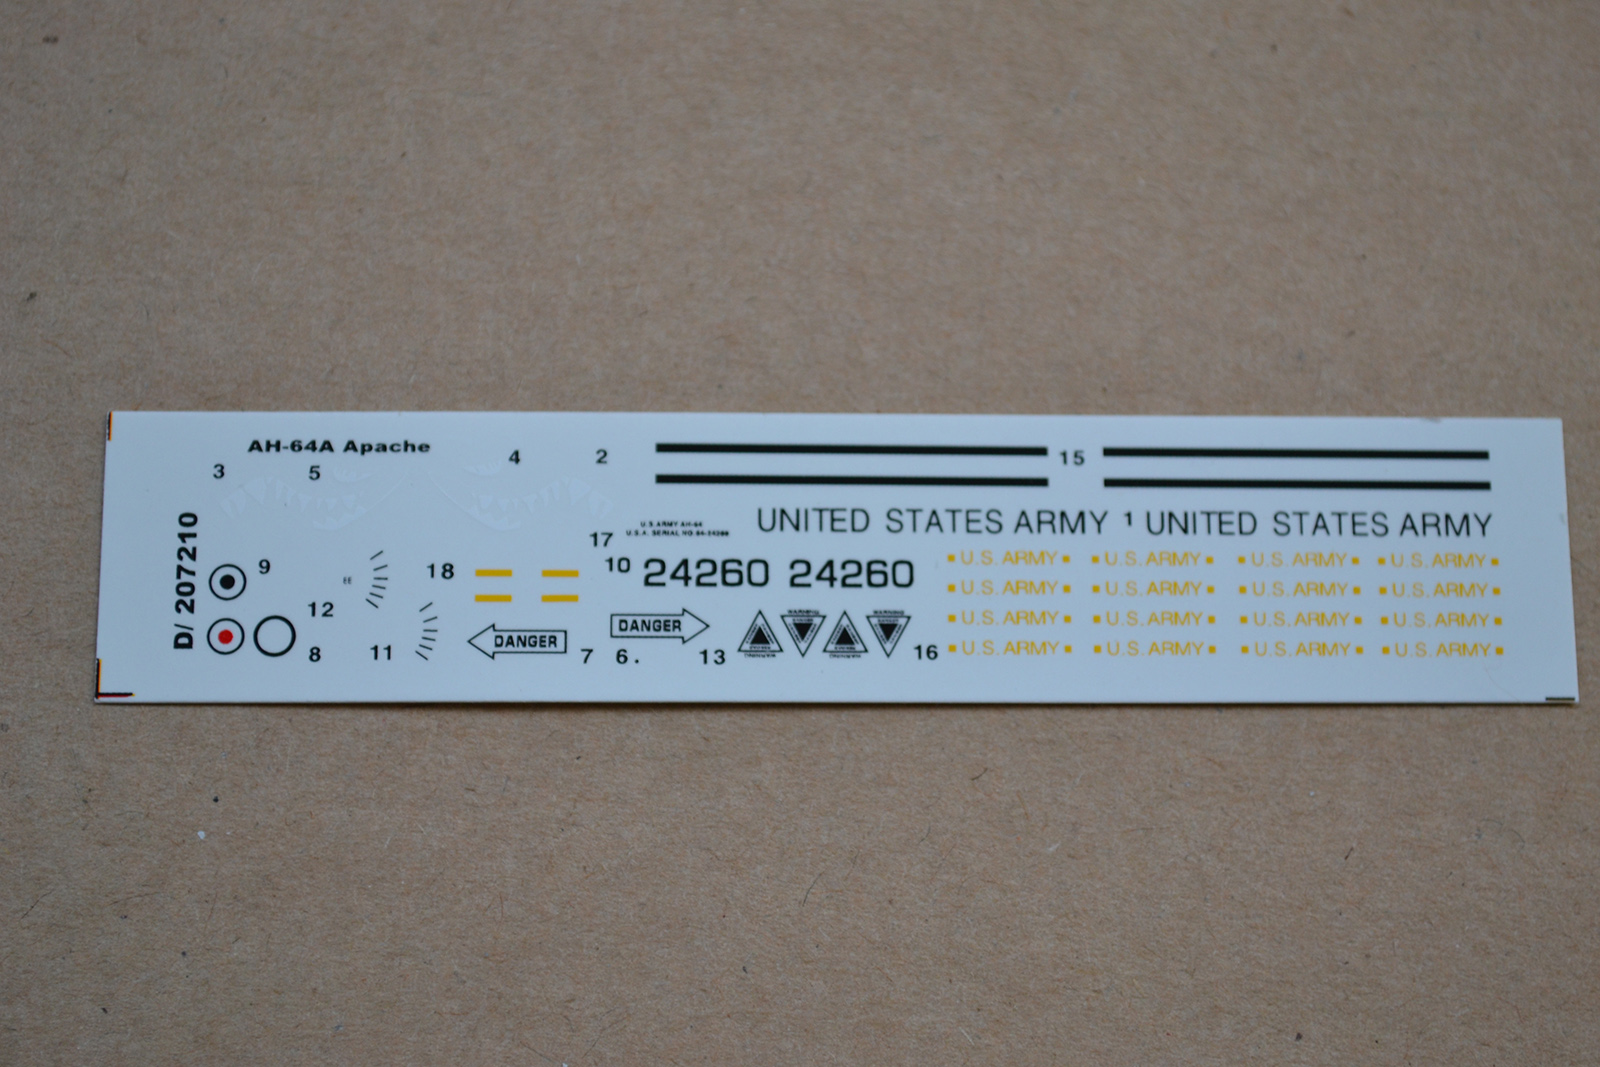 AH-64A Apache
3 5 4 2 15
UNITED STATES ARMY 1 UNITED STATES ARMY
U.S.ARMY AH-64
U.S.A. SERIAL NO.
17
D/ 207210
9 18 10 24260 24260
12
8 11 DANGER 7 DANGER 6. 13 16
WARNING WARNING
U.S. ARMY U.S. ARMY U.S. ARMY U.S. ARMY
U.S. ARMY U.S. ARMY U.S. ARMY U.S. ARMY
U.S. ARMY U.S. ARMY U.S. ARMY U.S. ARMY
U.S. ARMY U.S. ARMY U.S. ARMY U.S. ARMY